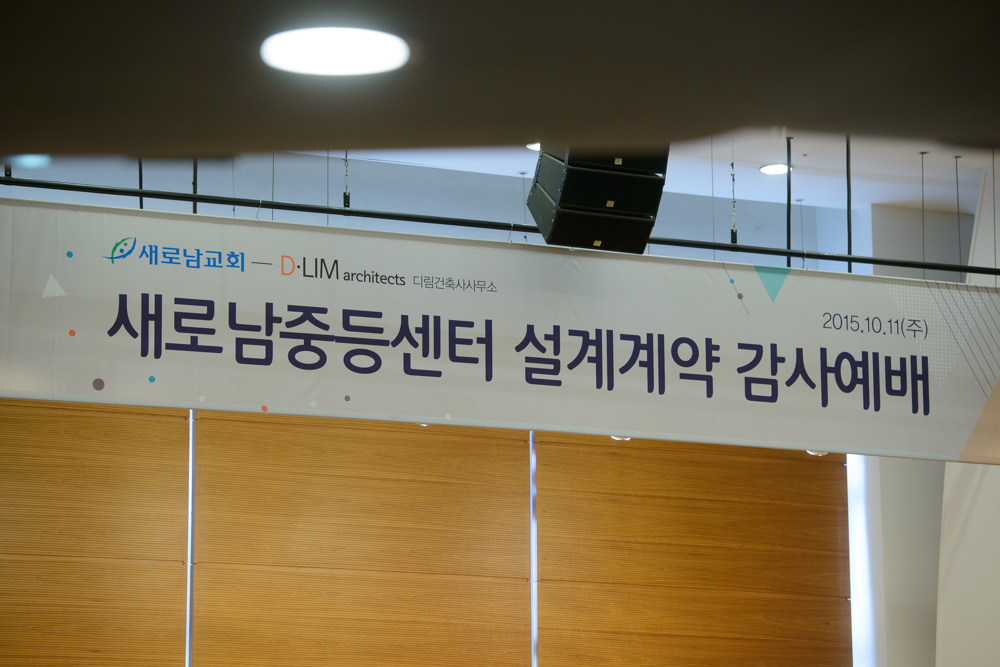 새로남교회 — D·LIM architects 디림건축사사무소
2015.10.11(주)
새로남중등센터 설계계약 감사예배